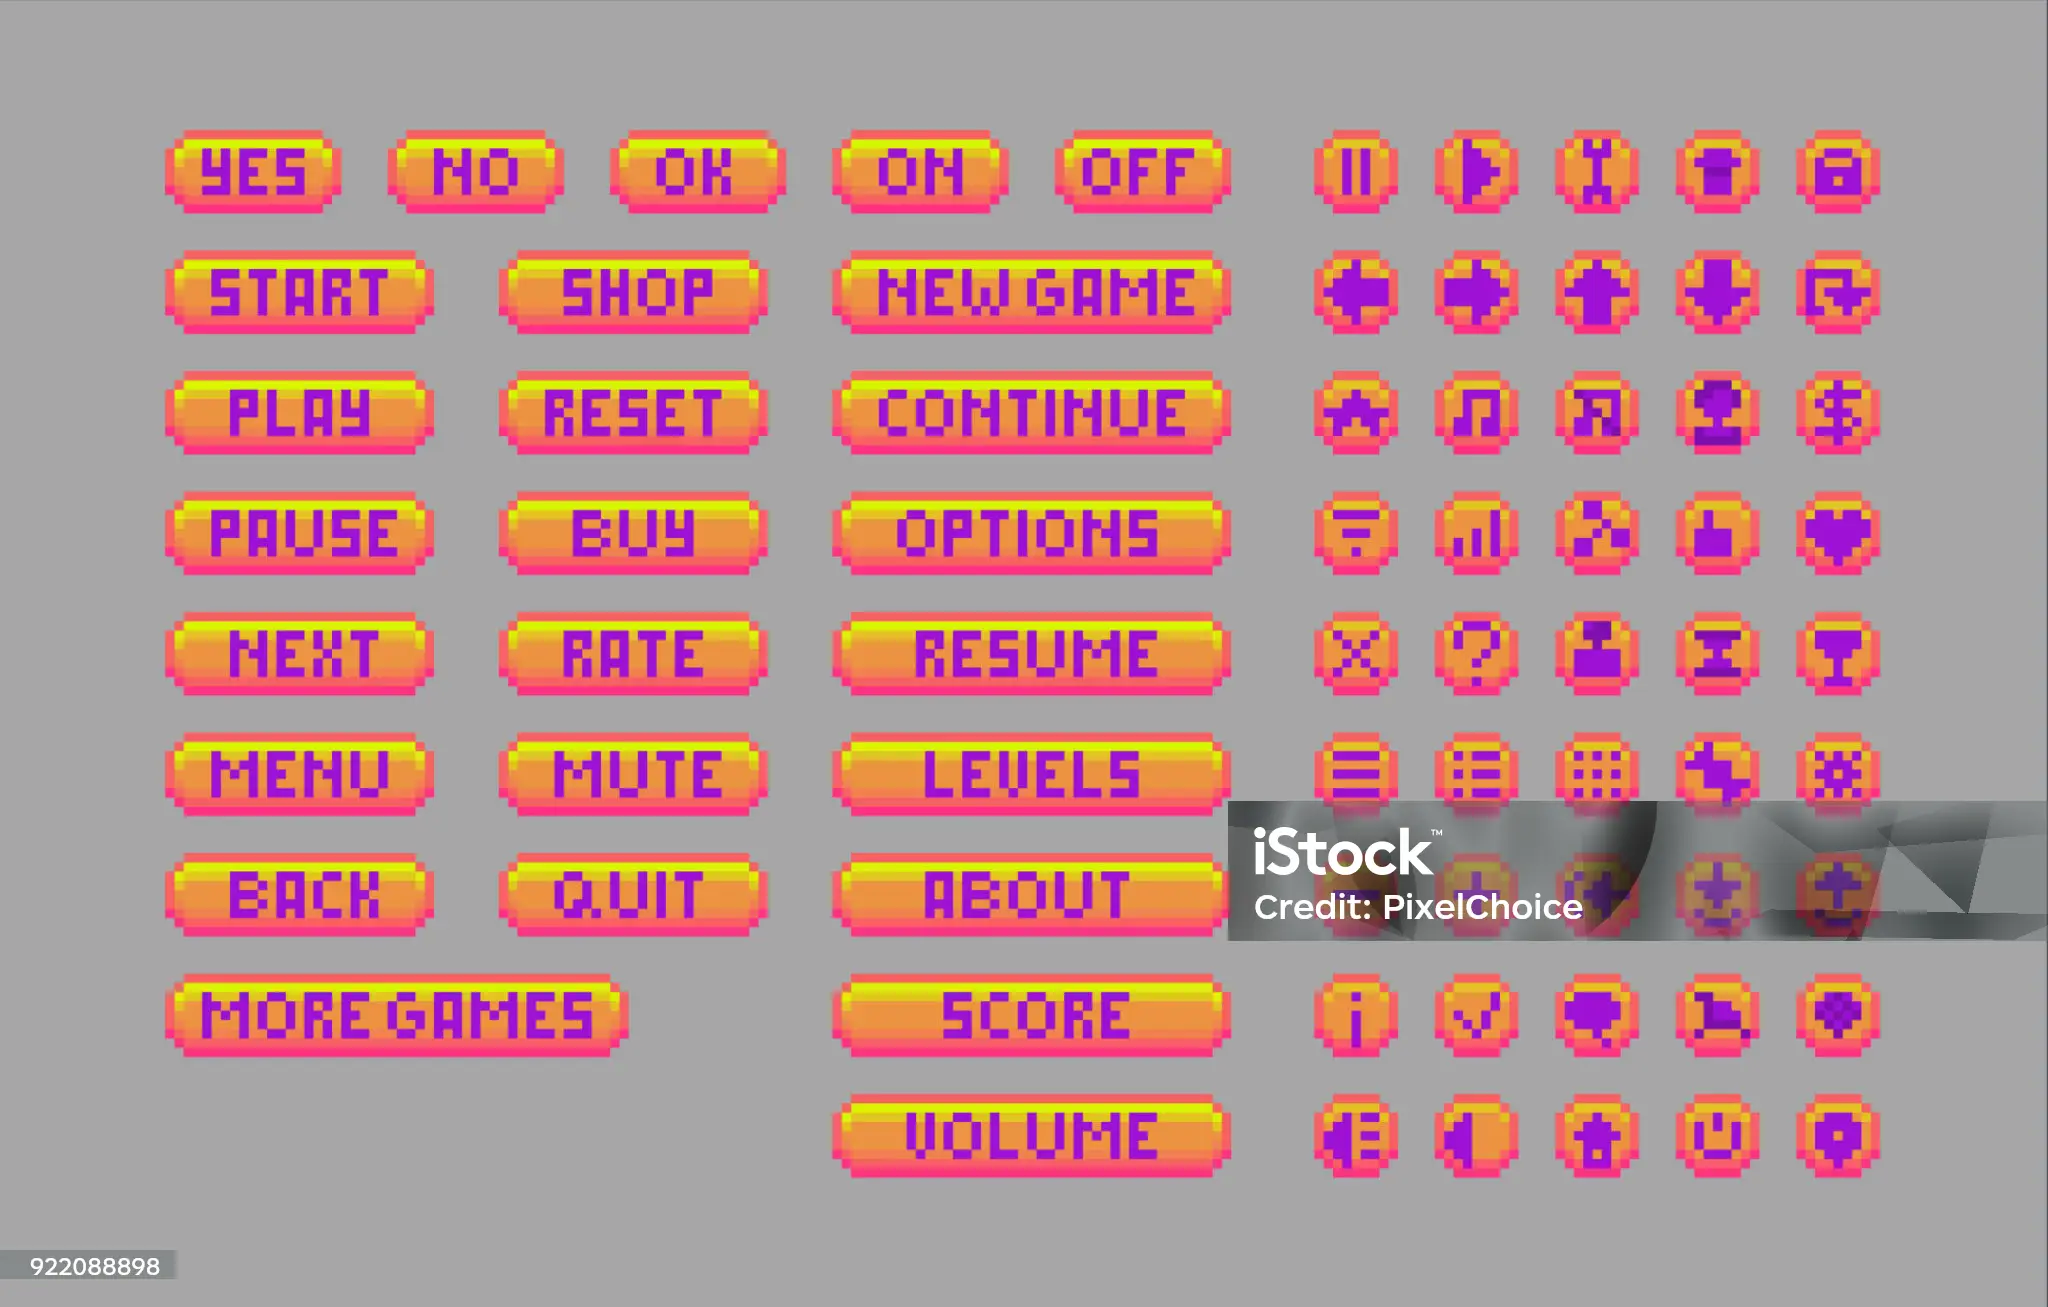 YES NO OK ON OFF
START SHOP NEW GAME
PLAY RESET CONTINUE $
PAUSE BUY OPTIONS
NEXT RATE RESUME ?
MENU MUTE LEVELS
BACK QUIT ABOUT
iStock™
Credit: PixelChoice
MORE GAMES SCORE i
VOLUME
922088898